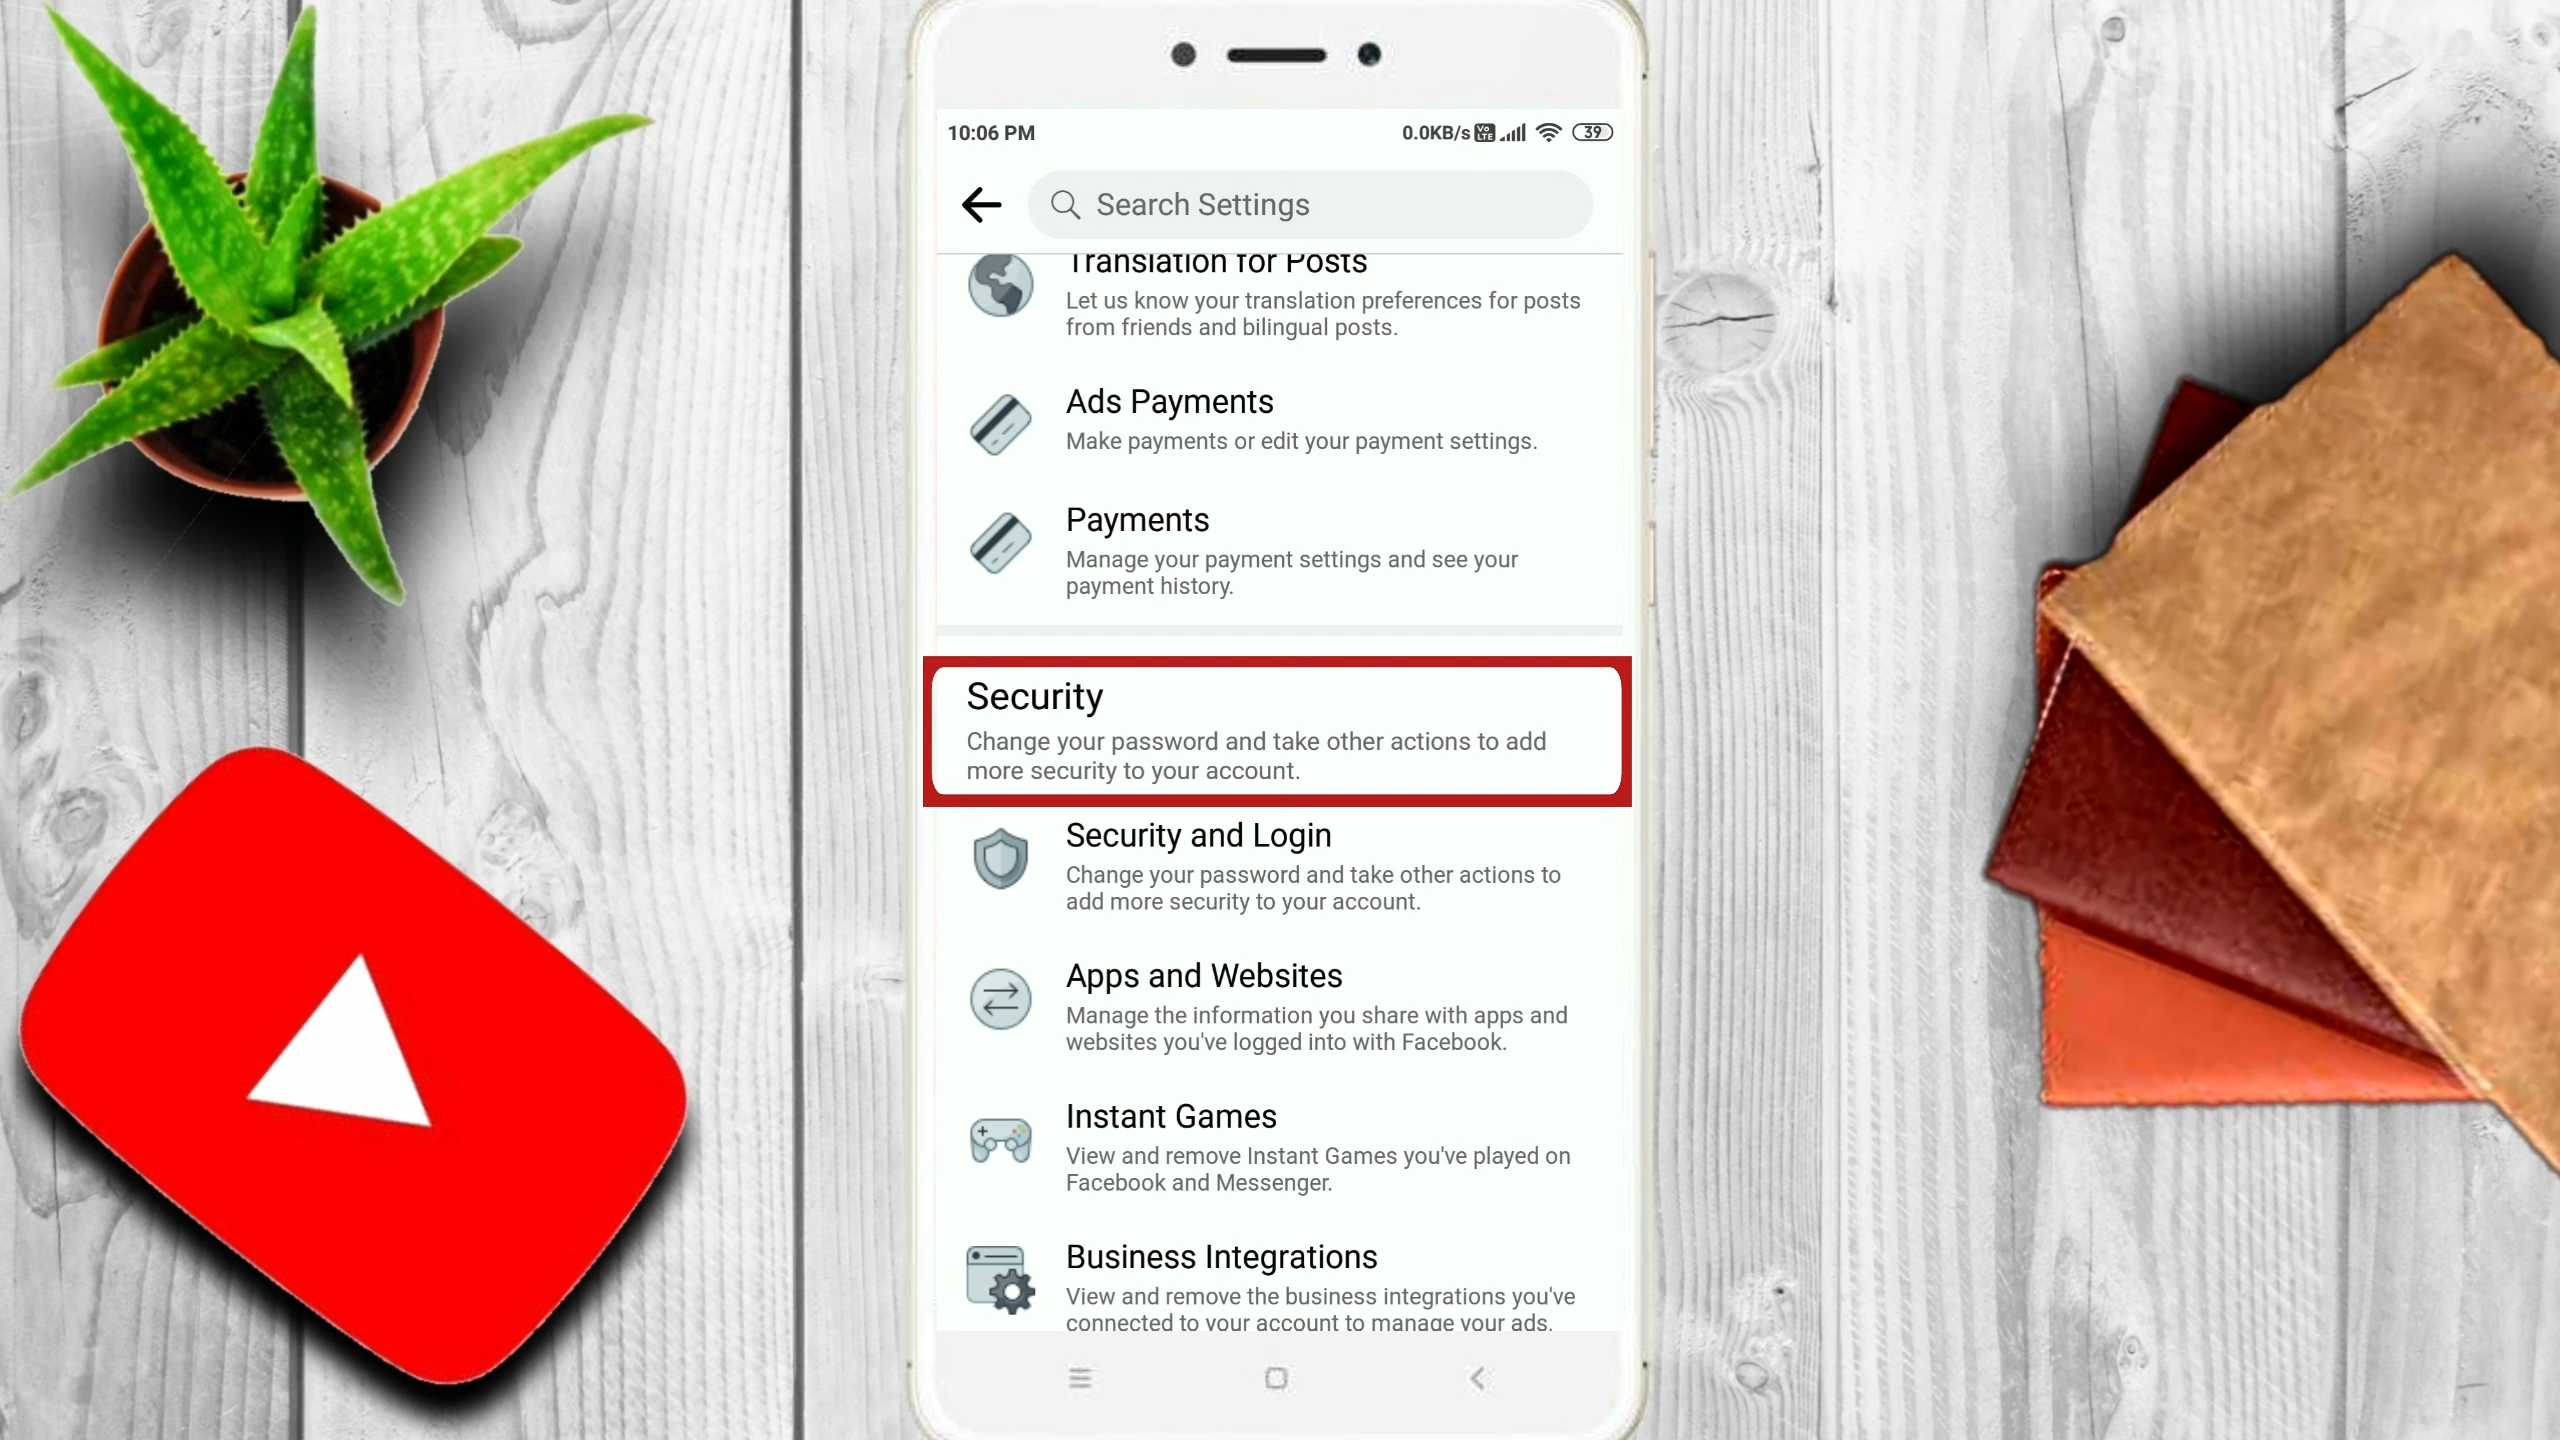 10:06 PM 0.0KB/s Vo LTE 39
Search Settings
Translation for Posts
Let us know your translation preferences for posts
from friends and bilingual posts.
Ads Payments
Make payments or edit your payment settings.
Payments
Manage your payment settings and see your
payment history.
Security
Change your password and take other actions to add
more security to your account.
Security and Login
Change your password and take other actions to
add more security to your account.
Apps and Websites
Manage the information you share with apps and
websites you've logged into with Facebook.
Instant Games
View and remove Instant Games you've played on
Facebook and Messenger.
Business Integrations
View and remove the business integrations you've
connected to your account to manage your ads.